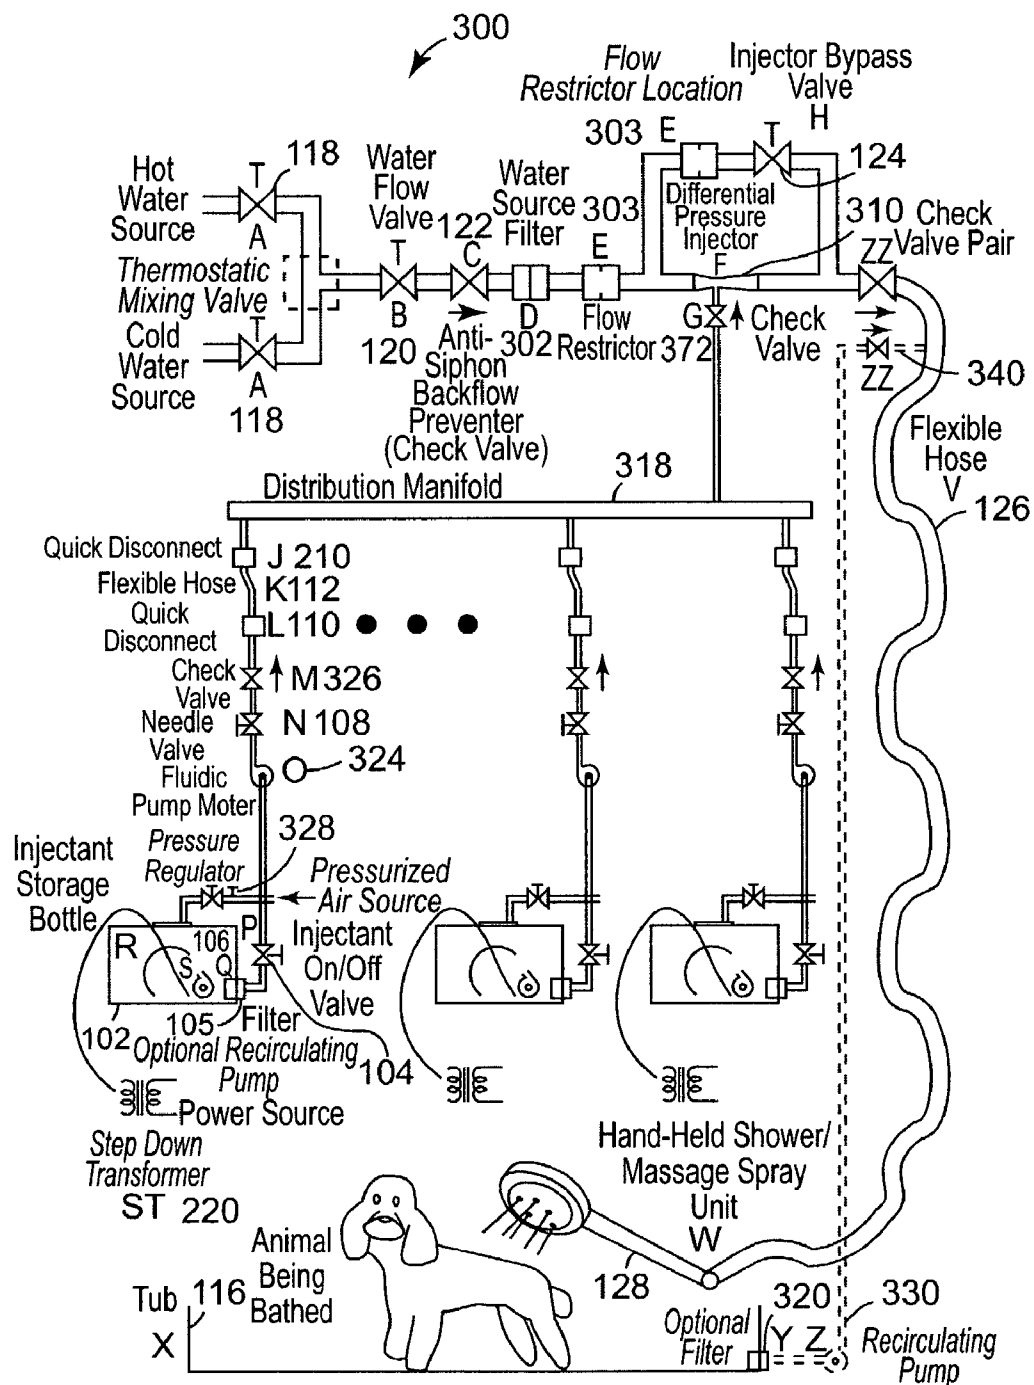 300
Flow
Restrictor Location
Injector Bypass
Valve
H
303
E
T
124
Hot
Water
Source
T
118
A
Water
Flow
Valve
T
B
120
122
C
Water
Source
Filter
D
302
303
E
Flow
Restrictor
Differential
Pressure
Injector
F
310
Check
Valve Pair
ZZ
Thermostatic
Mixing Valve
Cold
Water
Source
T
A
118
Anti-
Siphon
Backflow
Preventer
(Check Valve)
G
372
Check
Valve
ZZ
340
Flexible
Hose
V
126
318
Distribution Manifold
Quick Disconnect
J 210
Flexible Hose
K112
Quick
Disconnect
L110
Check
Valve
M 326
Needle
Valve
N 108
Fluidic
Pump Moter
O 324
Pressure
Regulator
328
Pressurized
Air Source
Injectant
Storage
Bottle
R
106
S
Q
P
Injectant
On/Off
Valve
102
105
Filter
104
Optional Recirculating
Pump
Power Source
Step Down
Transformer
ST 220
Hand-Held Shower/
Massage Spray
Unit
W
128
Animal
Being
Bathed
Tub
X
116
Optional
Filter
320
Y
Z
330
Recirculating
Pump